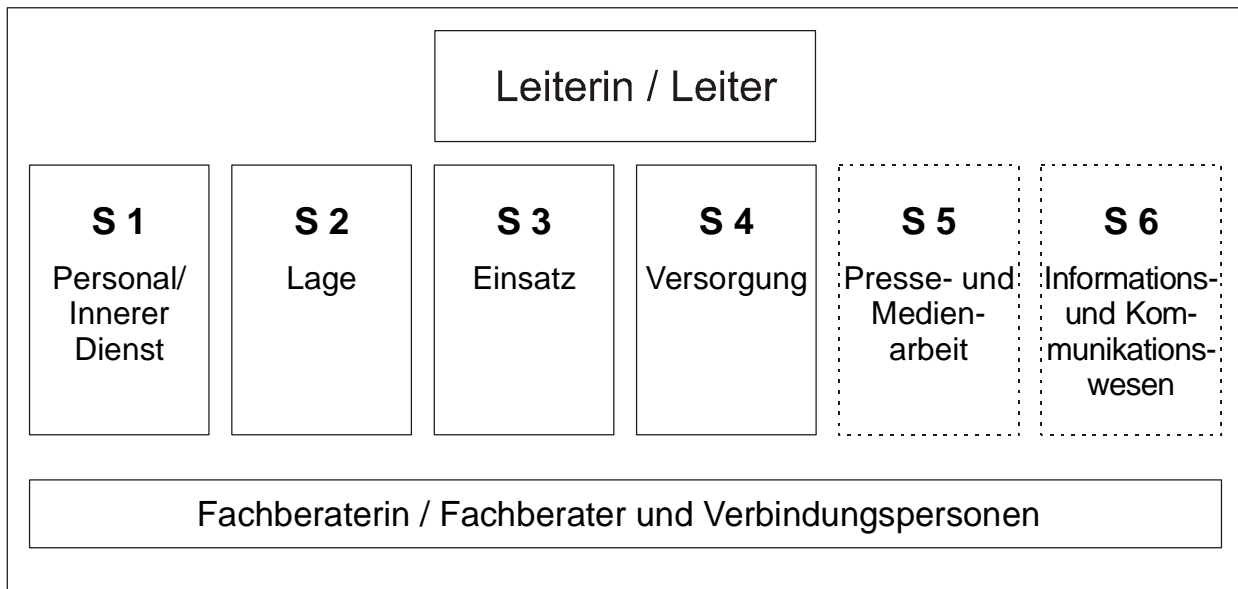 Leiterin / Leiter
S 1
Personal/
Innerer
Dienst
S 2
Lage
S 3
Einsatz
S 4
Versorgung
S 5
Presse- und
Medien-
arbeit
S 6
Informations-
und Kom-
munikations-
wesen
Fachberaterin / Fachberater und Verbindungspersonen